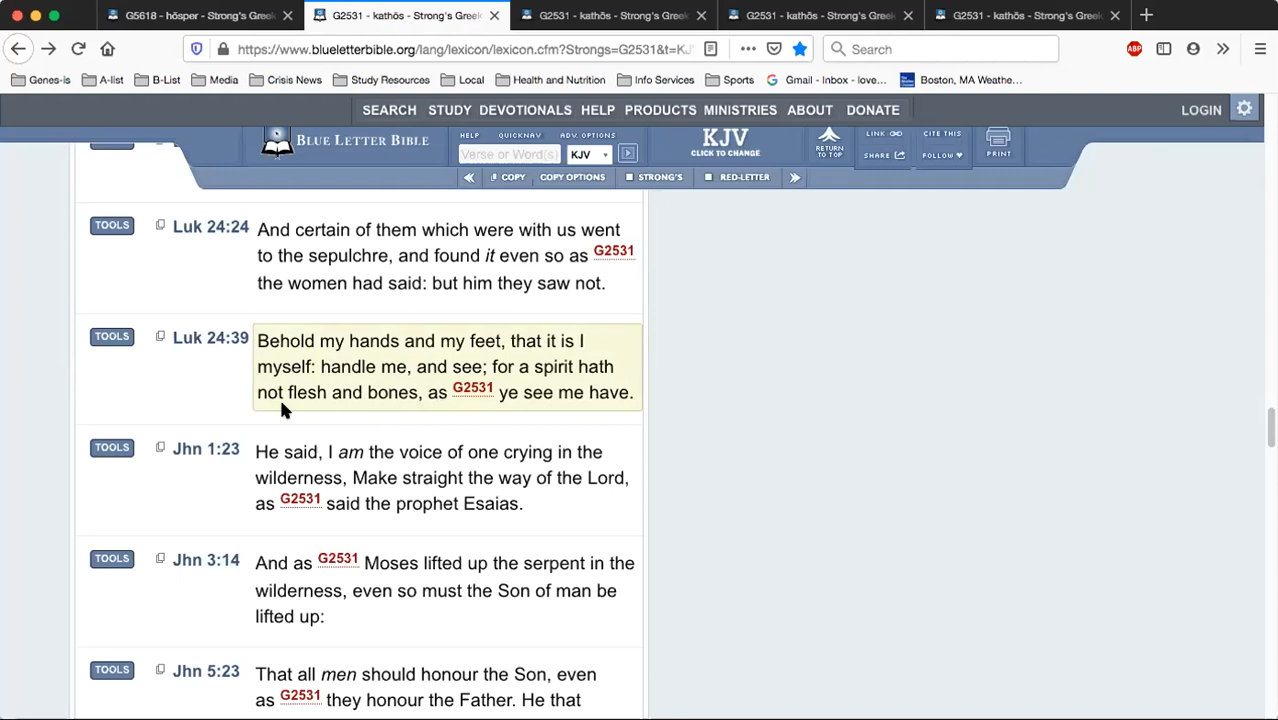 G5618 - hōsper - Strong's Greek
G2531 - kathōs - Strong's Greek
G2531 - kathōs - Strong's Greek
G2531 - kathōs - Strong's Greek
G2531 - kathōs - Strong's Greek
https://www.blueletterbible.org/lang/lexicon/lexicon.cfm?Strongs=G2531&t=KJ
Search
ABP
Genes-is A-list B-List Media Crisis News Study Resources Local Health and Nutrition Info Services Sports Gmail - Inbox - love… Boston, MA Weathe…
SEARCH STUDY DEVOTIONALS HELP PRODUCTS MINISTRIES ABOUT DONATE LOGIN
BLUE LETTER BIBLE
HELP QUICKNAV ADV. OPTIONS
Verse or Word(s) KJV
KJV
CLICK TO CHANGE
RETURN
TO TOP
LINK CITE THIS
SHARE FOLLOW
PRINT
COPY COPY OPTIONS STRONG'S RED-LETTER
TOOLS Luk 24:24 And certain of them which were with us went
to the sepulchre, and found it even so as G2531
the women had said: but him they saw not.
TOOLS Luk 24:39 Behold my hands and my feet, that it is I
myself: handle me, and see; for a spirit hath
not flesh and bones, as G2531 ye see me have.
TOOLS Jhn 1:23 He said, I am the voice of one crying in the
wilderness, Make straight the way of the Lord,
as G2531 said the prophet Esaias.
TOOLS Jhn 3:14 And as G2531 Moses lifted up the serpent in the
wilderness, even so must the Son of man be
lifted up:
TOOLS Jhn 5:23 That all men should honour the Son, even
as G2531 they honour the Father. He that